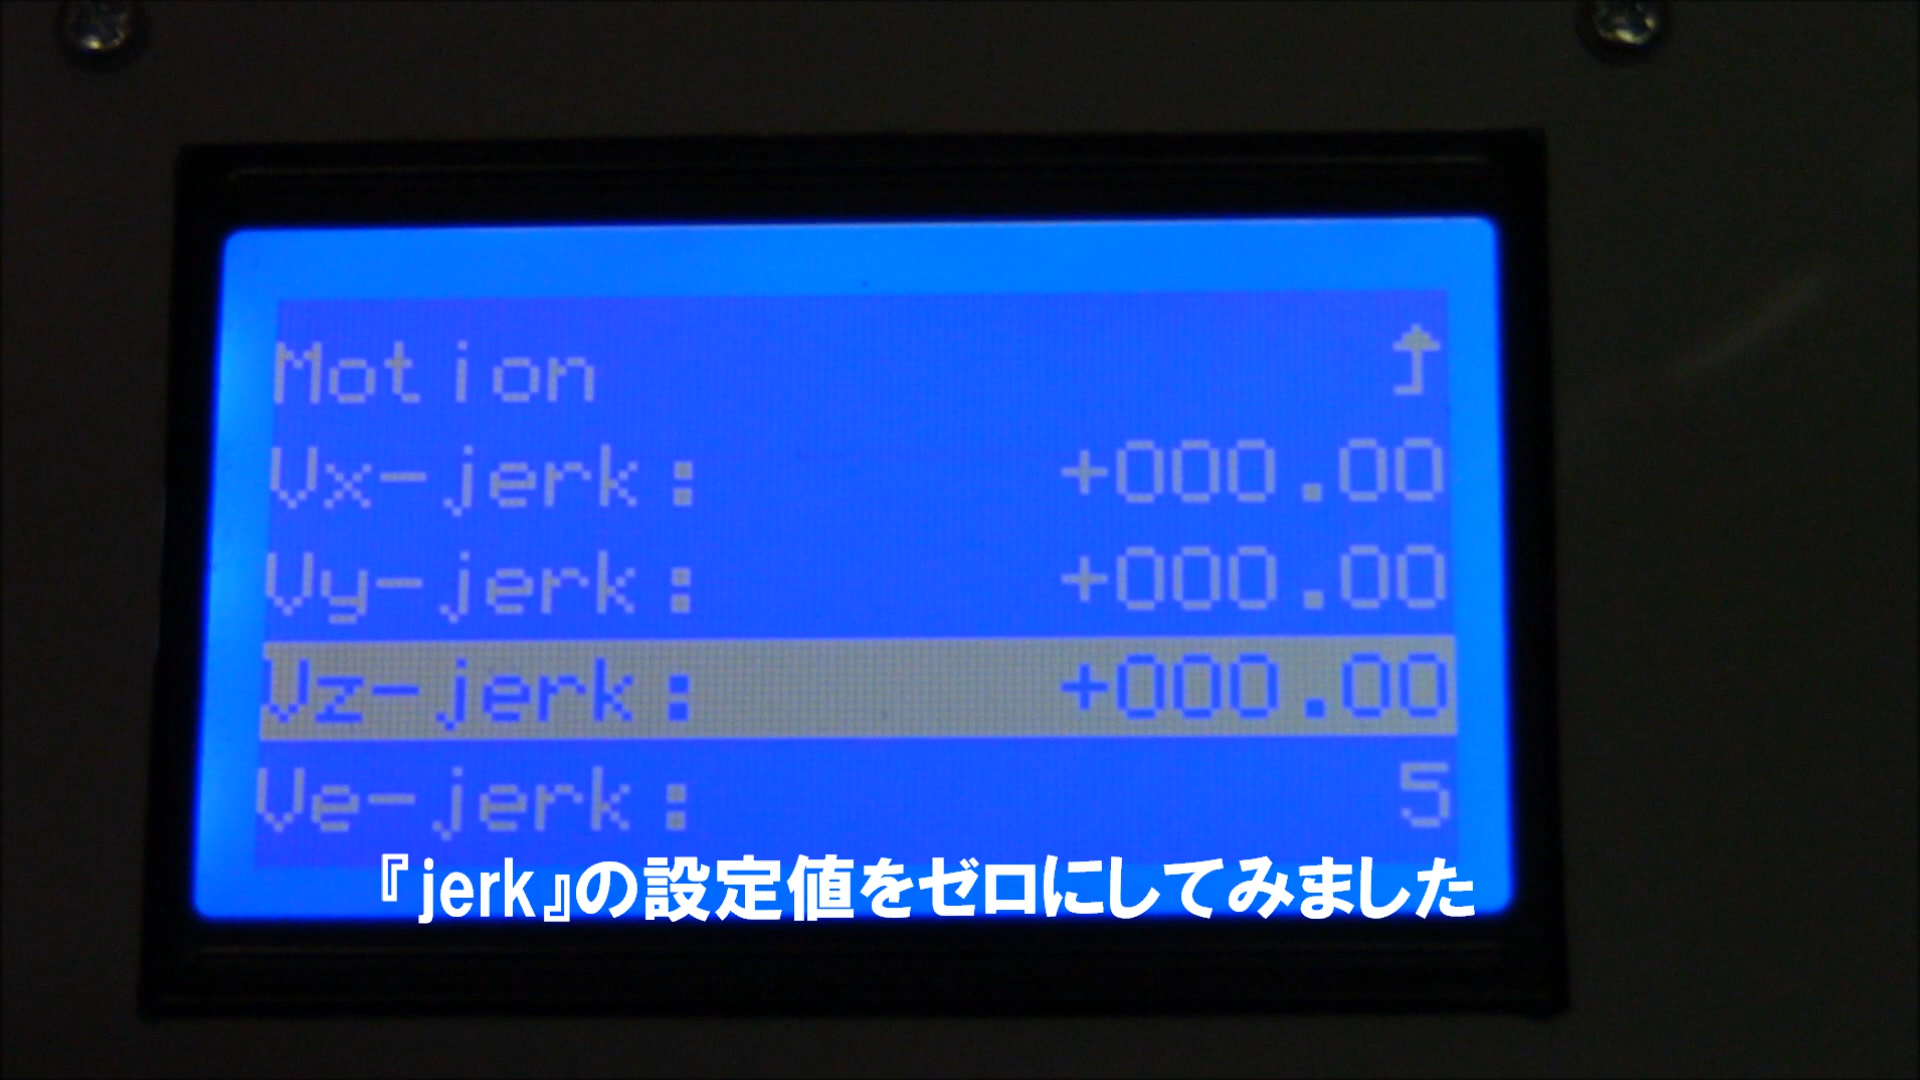 Motion ⤴
Vx-jerk: +000.00
Vy-jerk: +000.00
Vz-jerk: +000.00
Ve-jerk: 5
『jerk』の設定値をゼロにしてみました